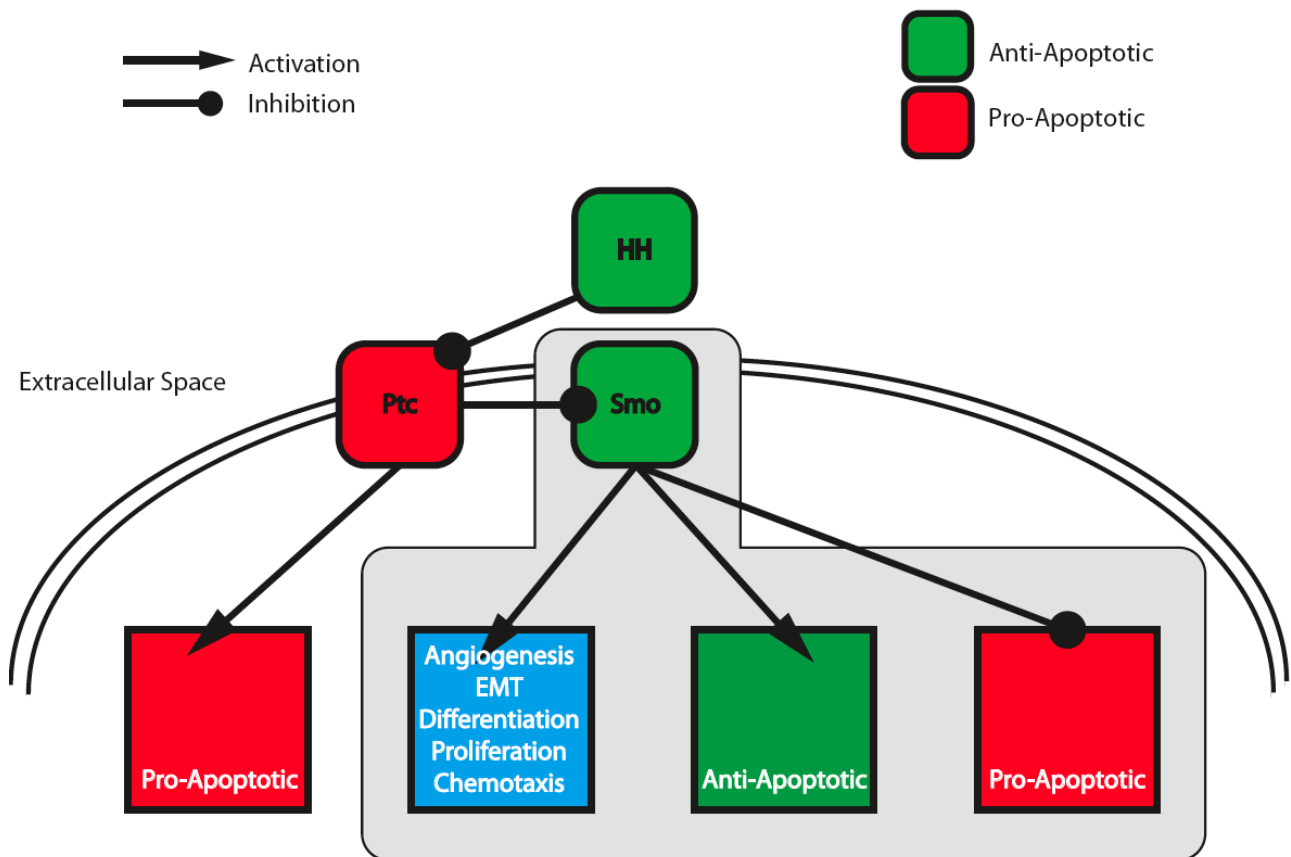 Activation
Inhibition
Anti-Apoptotic
Pro-Apoptotic
HH
Extracellular Space
Ptc
Smo
Pro-Apoptotic
Angiogenesis
EMT
Differentiation
Proliferation
Chemotaxis
Anti-Apoptotic
Pro-Apoptotic